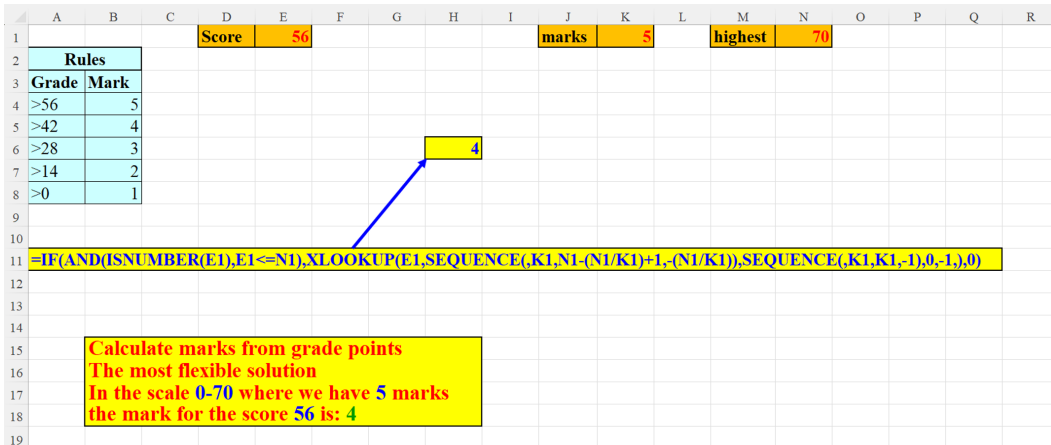 A B C D E F G H I J K L M N O P Q R
1 Score 56 marks 5 highest 70
2 Rules
3 Grade Mark
4 >56 5
5 >42 4
6 >28 3 4
7 >14 2
8 >0 1
9
10
11 =IF(AND(ISNUMBER(E1),E1<=N1),XLOOKUP(E1,SEQUENCE(,K1,N1-(N1/K1)+1,-(N1/K1)),SEQUENCE(,K1,K1,-1),0,-1,),0)
12
13
14
15 Calculate marks from grade points
16 The most flexible solution
17 In the scale 0-70 where we have 5 marks
18 the mark for the score 56 is: 4
19